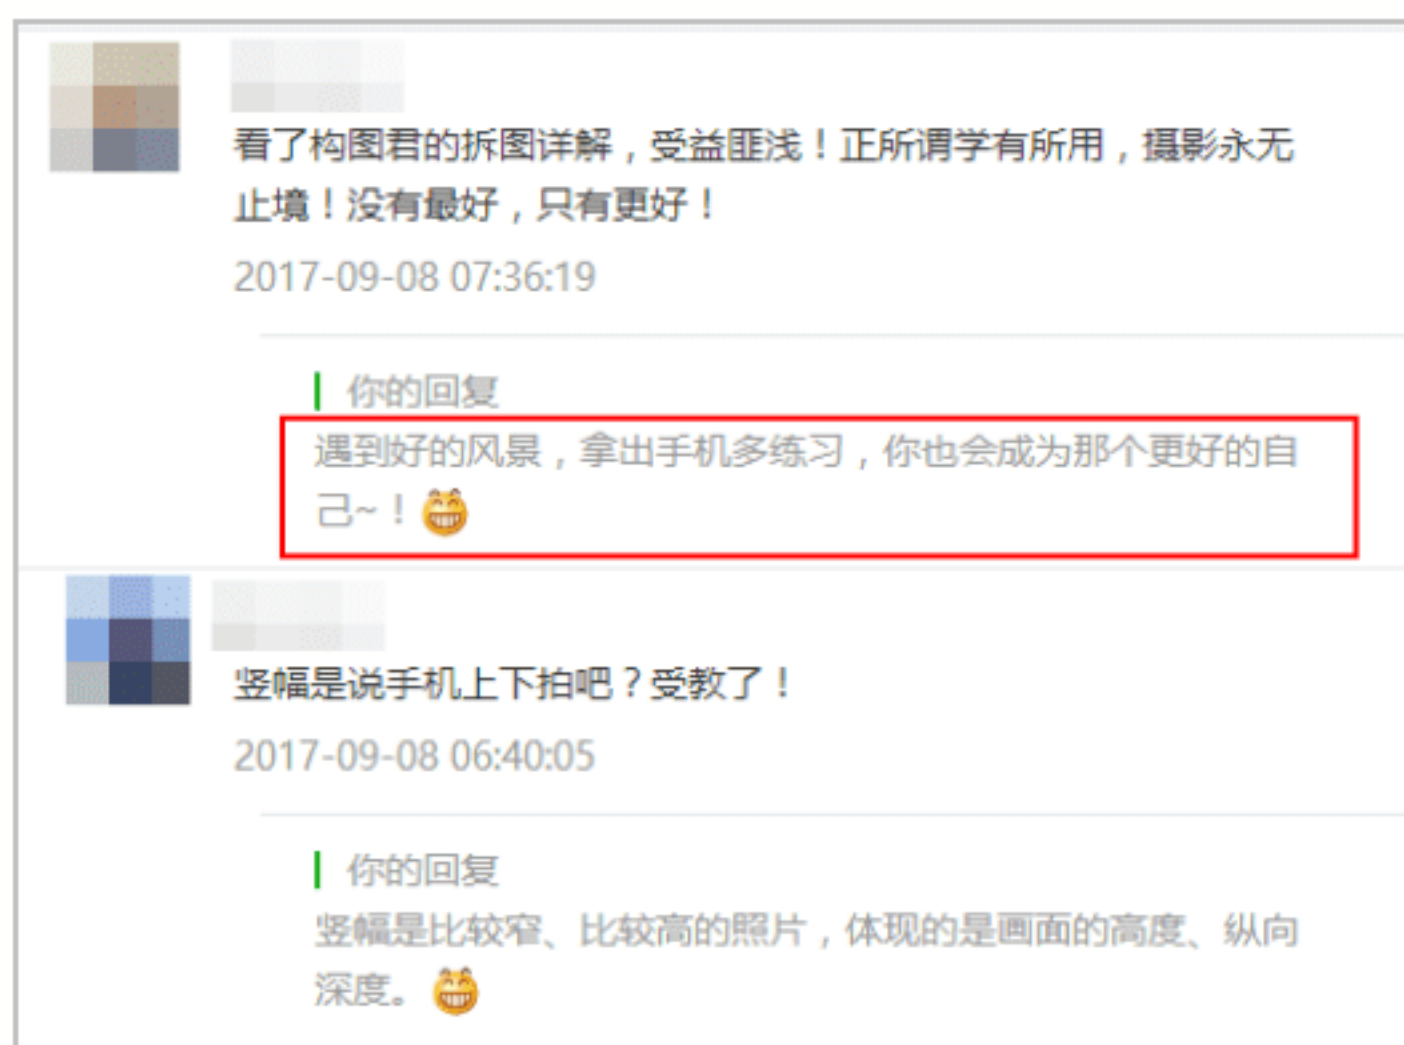 看了构图君的拆图详解，受益匪浅！正所谓学有所用，摄影永无
止境！没有最好，只有更好！
2017-09-08 07:36:19
你的回复
遇到好的风景，拿出手机多练习，你也会成为那个更好的自
己~！
竖幅是说手机上下拍吧？受教了！
2017-09-08 06:40:05
你的回复
竖幅是比较窄、比较高的照片，体现的是画面的高度、纵向
深度。